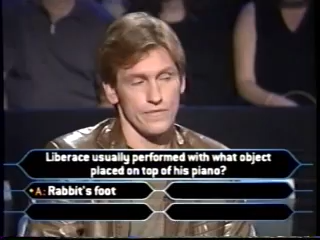 Liberace usually performed with what object
placed on top of his piano?
A: Rabbit's foot